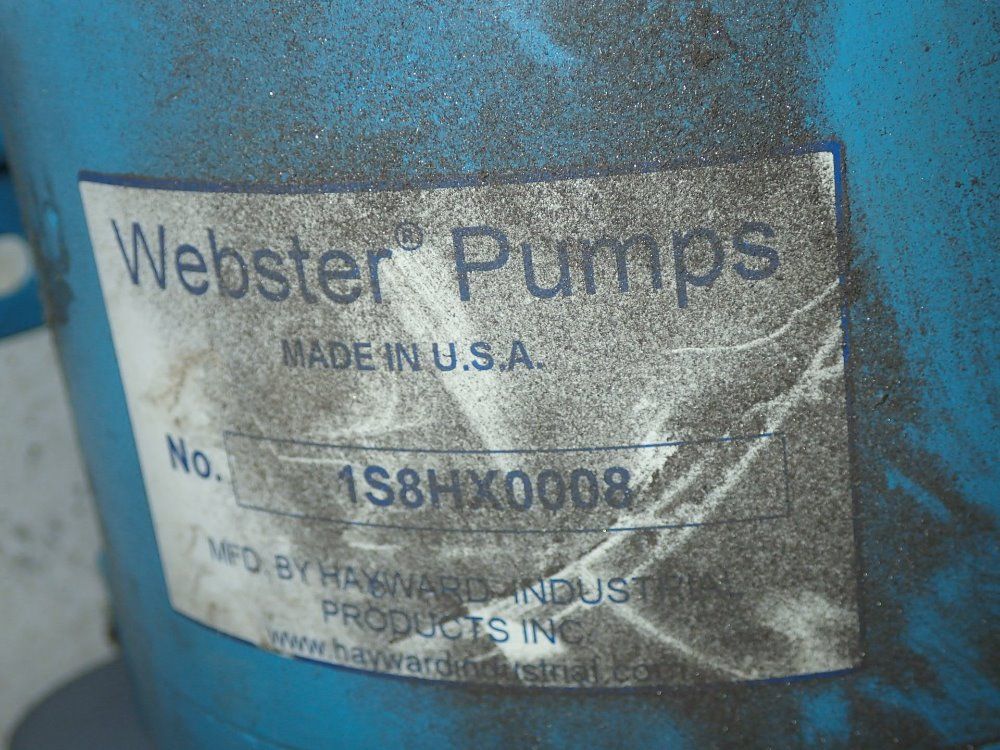 Webster® Pumps
MADE IN U.S.A.
No. 1S8HX0008
MFD. BY HAYWARD INDUSTRIAL
PRODUCTS INC.
www.haywardindustrial.com